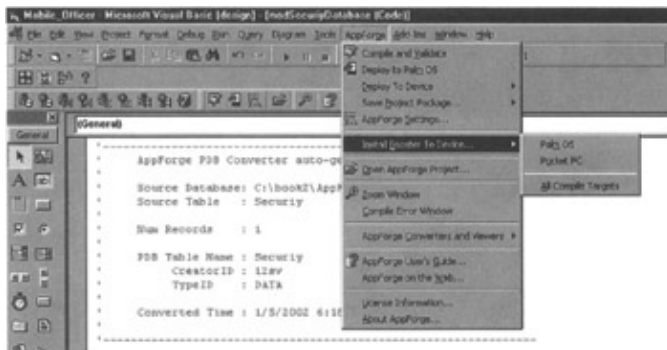 Mobile_Officer - Microsoft Visual Basic [design] - [modSecurityDatabase (Code)]
File Edit View Project Format Debug Run Query Diagram Tools AppForge Add-Ins Window Help
Compile and Validate
Deploy to Palm OS
Deploy To Device
Save Project Package...
AppForge Settings...
Install Booster To Device...
Palm OS
Pocket PC
All Compile Targets
Open AppForge Project...
Zoom Window
Compile Error Window
AppForge Converters and Viewers
AppForge User's Guide...
AppForge on the Web...
License Information...
About AppForge...
General
(General)
' AppForge PDB Converter auto-ge
' Source Database: C:\book2\AppF
' Source Table : Securiy
' Num Records : 1
' PDB Table Name : Securiy
' CreatorID : 12sw
' TypeID : DATA
' Converted Time : 1/5/2002 6:18